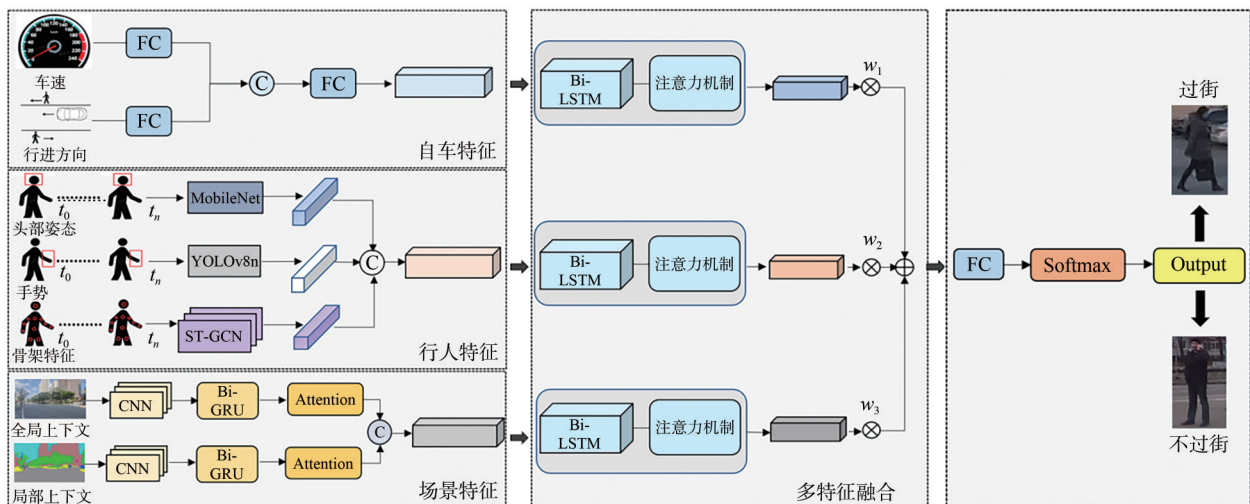 车速
FC
行进方向
FC
C
FC
自车特征
t0
tn
头部姿态
MobileNet
t0
tn
手势
YOLOv8n
t0
tn
骨架特征
ST-GCN
C
行人特征
全局上下文
CNN
Bi-
GRU
Attention
局部上下文
CNN
Bi-
GRU
Attention
C
场景特征
Bi-
LSTM
注意力机制
w1
Bi-
LSTM
注意力机制
w2
Bi-
LSTM
注意力机制
w3
多特征融合
FC
Softmax
Output
过街
不过街